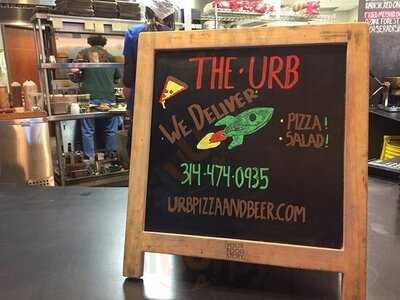 THE · URB
WE DELIVER
· PIZZA!
SALAD!
314-474-0935
URBPIZZAANDBEER.COM